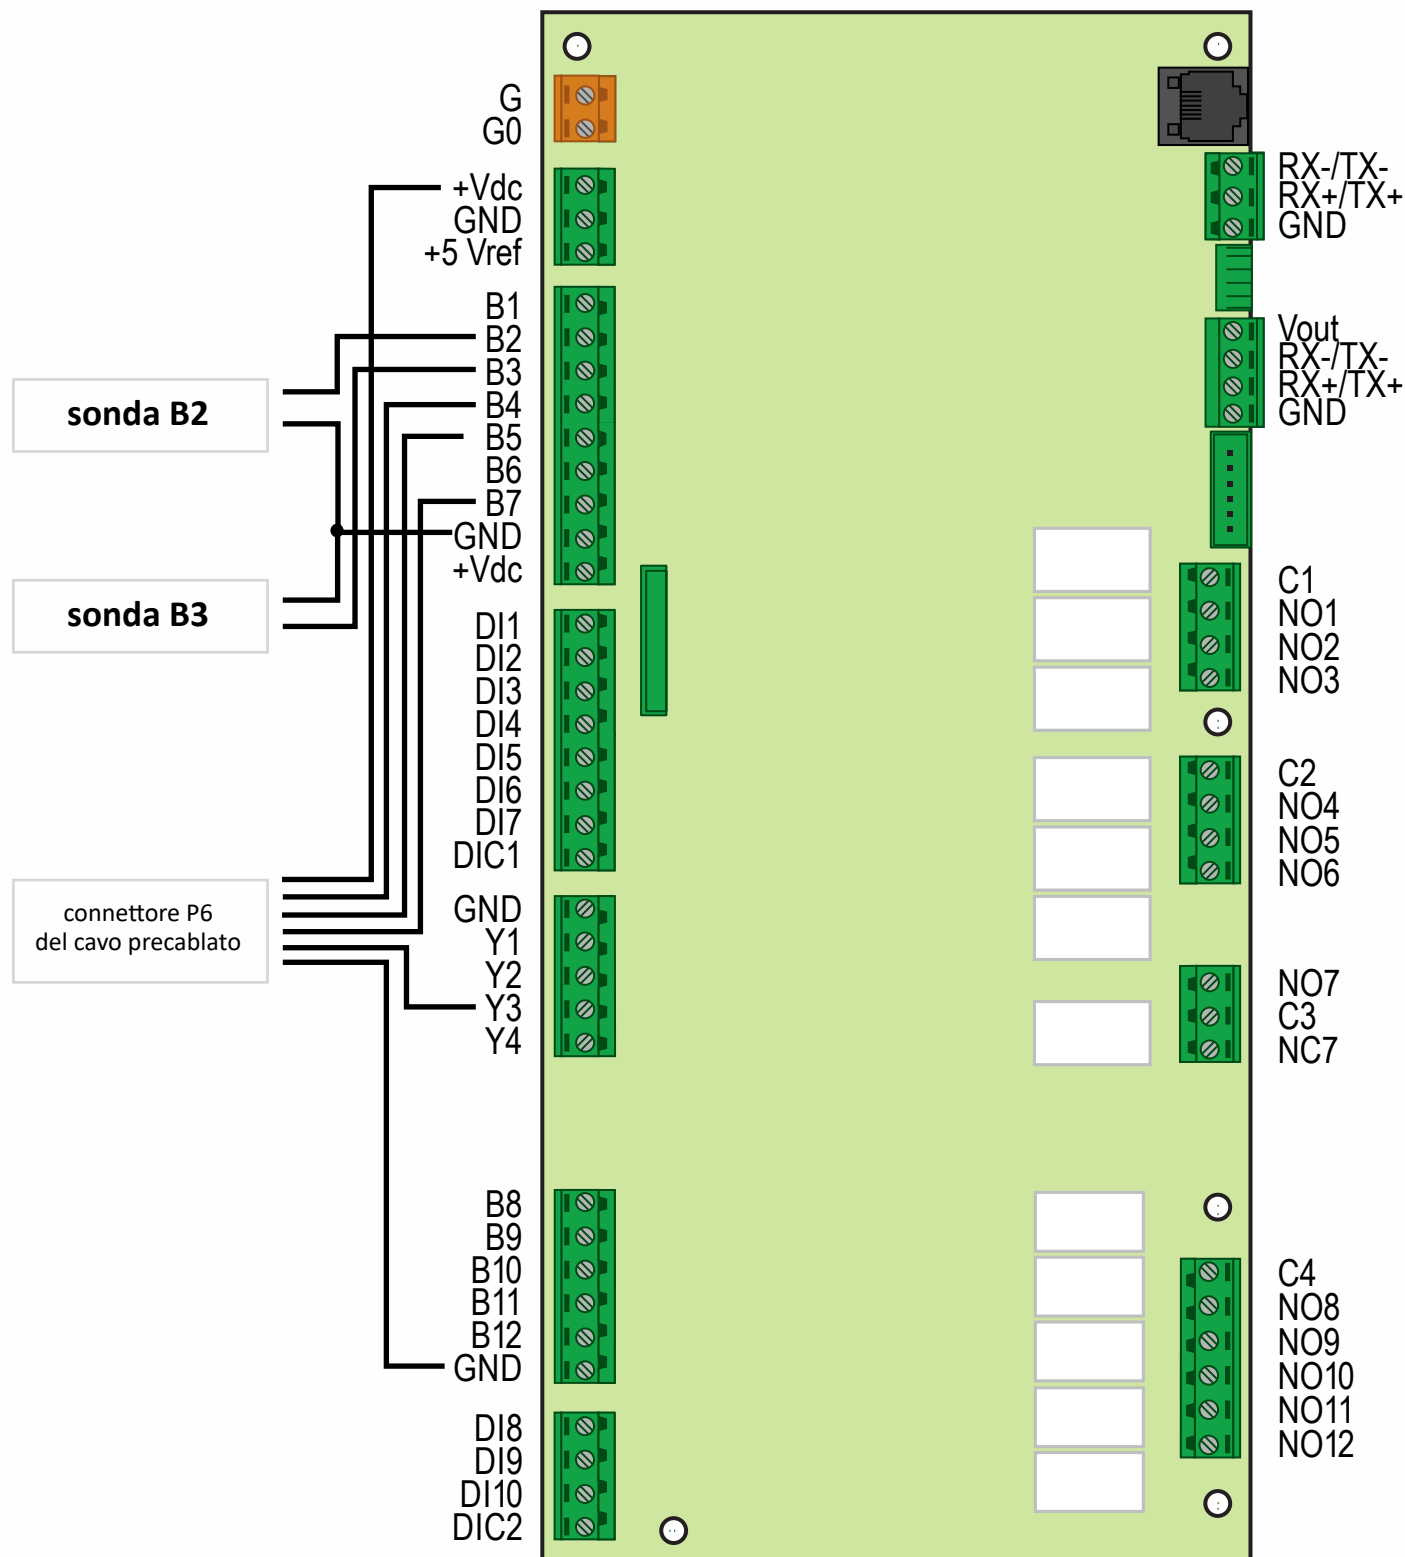 G
G0
+Vdc
GND
+5 Vref
B1
B2
B3
B4
B5
B6
B7
GND
+Vdc
DI1
DI2
DI3
DI4
DI5
DI6
DI7
DIC1
GND
Y1
Y2
Y3
Y4
B8
B9
B10
B11
B12
GND
DI8
DI9
DI10
DIC2
sonda B2
sonda B3
connettore P6
del cavo precablato
RX-/TX-
RX+/TX+
GND
Vout
RX-/TX-
RX+/TX+
GND
C1
NO1
NO2
NO3
C2
NO4
NO5
NO6
NO7
C3
NC7
C4
NO8
NO9
NO10
NO11
NO12